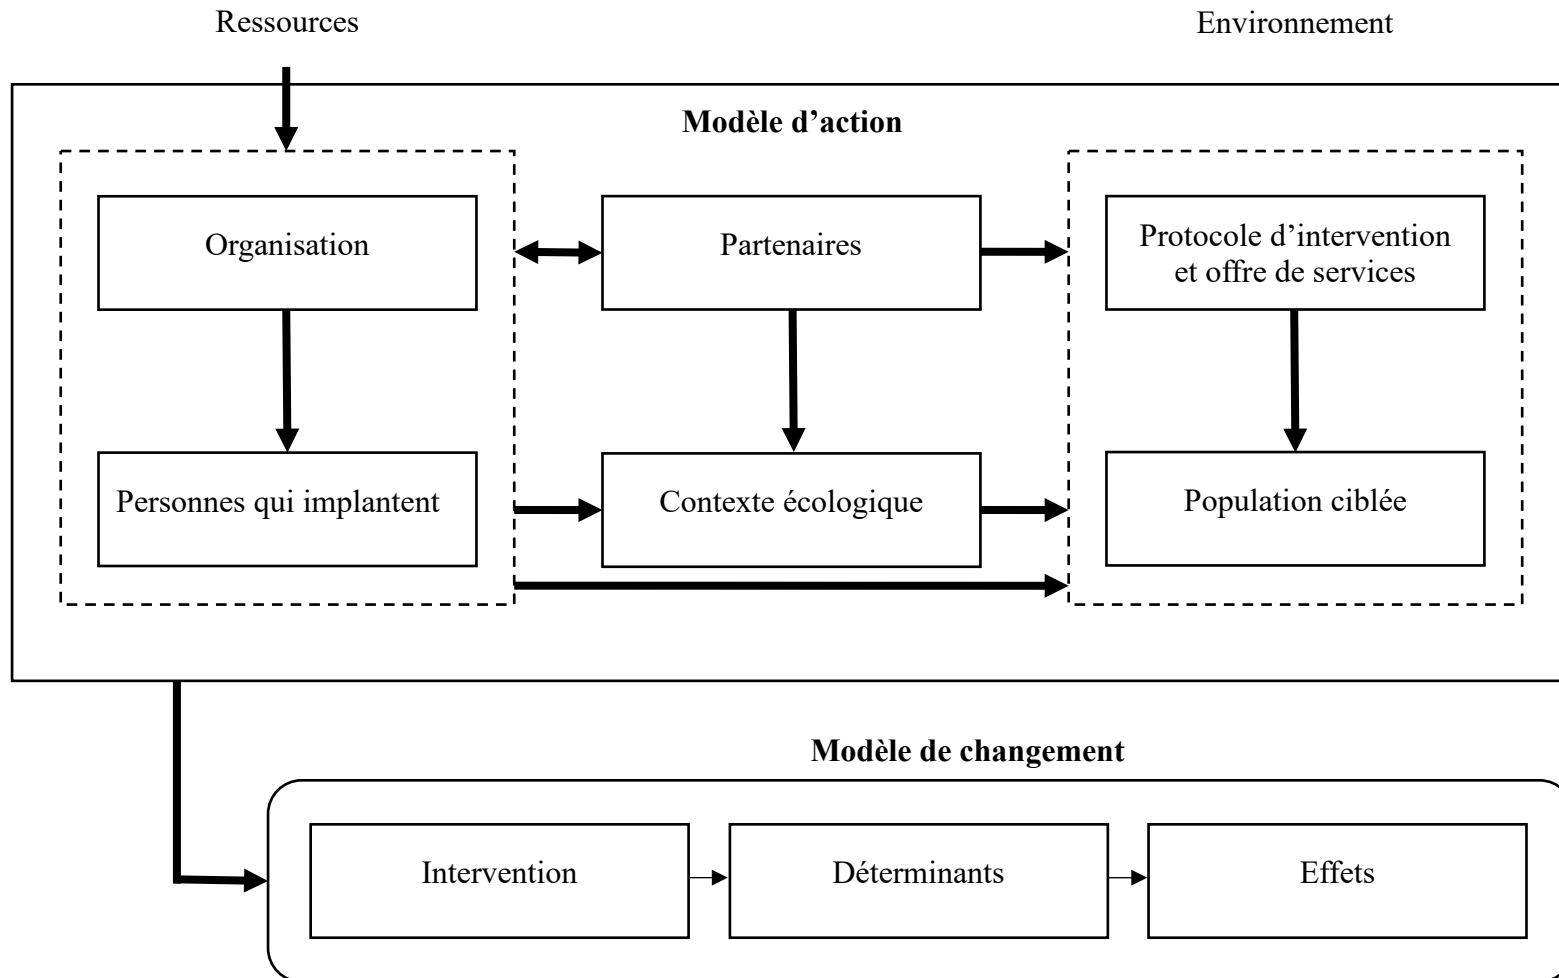 Ressources
Environnement
Modèle d’action
Organisation
Partenaires
Protocole d’intervention
et offre de services
Personnes qui implantent
Contexte écologique
Population ciblée
Modèle de changement
Intervention
Déterminants
Effets